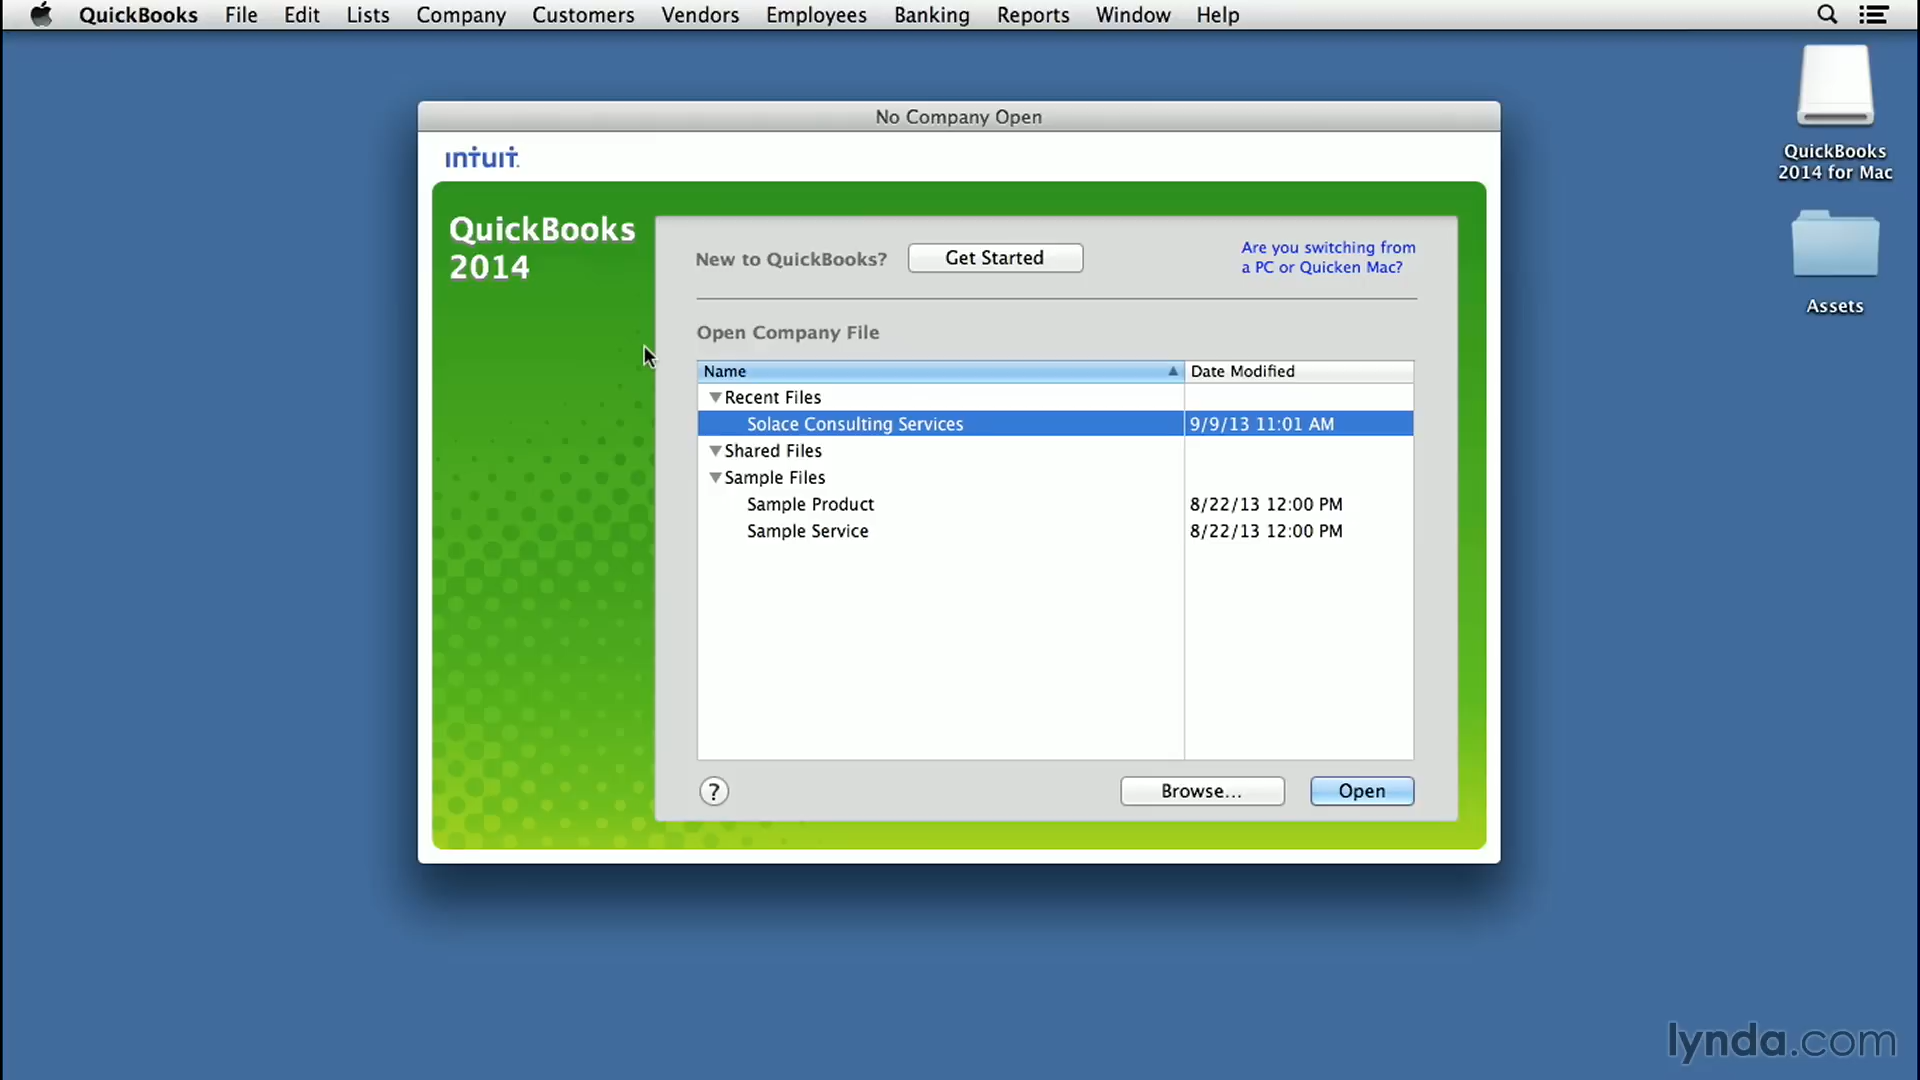 QuickBooks File Edit Lists Company Customers Vendors Employees Banking Reports Window Help
No Company Open
intuit.
QuickBooks
2014
New to QuickBooks?
Get Started
Are you switching from
a PC or Quicken Mac?
Open Company File
Name Date Modified
Recent Files
Solace Consulting Services 9/9/13 11:01 AM
Shared Files
Sample Files
Sample Product 8/22/13 12:00 PM
Sample Service 8/22/13 12:00 PM
?
Browse...
Open
QuickBooks
2014 for Mac
Assets
lynda.com